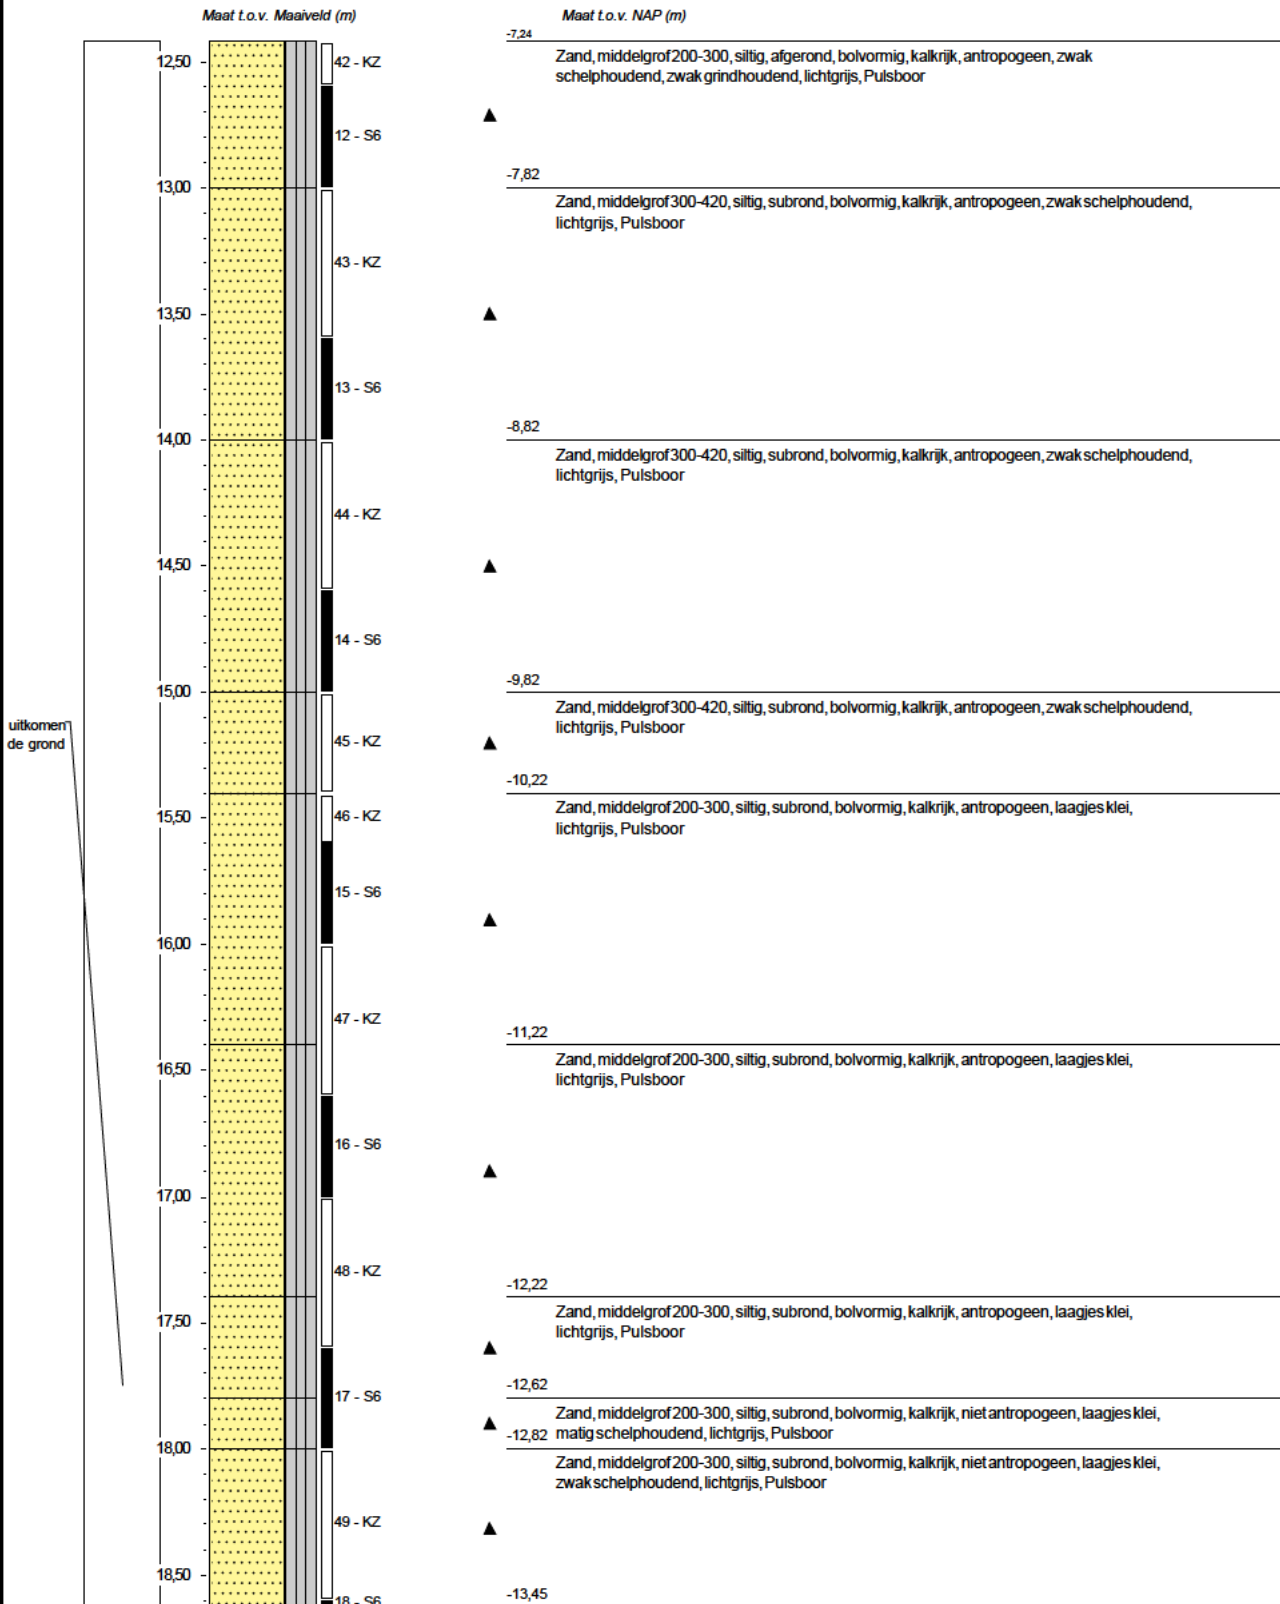 Maat t.o.v. Maaiveld (m)
Maat t.o.v. NAP (m)
-7,24
12,50
42 - KZ
Zand, middelgrof 200-300, siltig, afgerond, bolvormig, kalkrijk, antropogeen, zwak
schelphoudend, zwak grindhoudend, lichtgrijs, Pulsboor
12 - S6
13,00
-7,82
Zand, middelgrof 300-420, siltig, subrond, bolvormig, kalkrijk, antropogeen, zwak schelphoudend,
lichtgrijs, Pulsboor
43 - KZ
13,50
13 - S6
14,00
-8,82
Zand, middelgrof 300-420, siltig, subrond, bolvormig, kalkrijk, antropogeen, zwak schelphoudend,
lichtgrijs, Pulsboor
44 - KZ
14,50
14 - S6
15,00
-9,82
Zand, middelgrof 300-420, siltig, subrond, bolvormig, kalkrijk, antropogeen, zwak schelphoudend,
lichtgrijs, Pulsboor
uitkomen
de grond
45 - KZ
-10,22
15,50
46 - KZ
Zand, middelgrof 200-300, siltig, subrond, bolvormig, kalkrijk, antropogeen, laagjes klei,
lichtgrijs, Pulsboor
15 - S6
16,00
47 - KZ
-11,22
16,50
Zand, middelgrof 200-300, siltig, subrond, bolvormig, kalkrijk, antropogeen, laagjes klei,
lichtgrijs, Pulsboor
16 - S6
17,00
48 - KZ
-12,22
17,50
Zand, middelgrof 200-300, siltig, subrond, bolvormig, kalkrijk, antropogeen, laagjes klei,
lichtgrijs, Pulsboor
-12,62
17 - S6
Zand, middelgrof 200-300, siltig, subrond, bolvormig, kalkrijk, niet antropogeen, laagjes klei,
matig schelphoudend, lichtgrijs, Pulsboor
-12,82
18,00
Zand, middelgrof 200-300, siltig, subrond, bolvormig, kalkrijk, niet antropogeen, laagjes klei,
zwak schelphoudend, lichtgrijs, Pulsboor
49 - KZ
18,50
-13,45
18 - S6